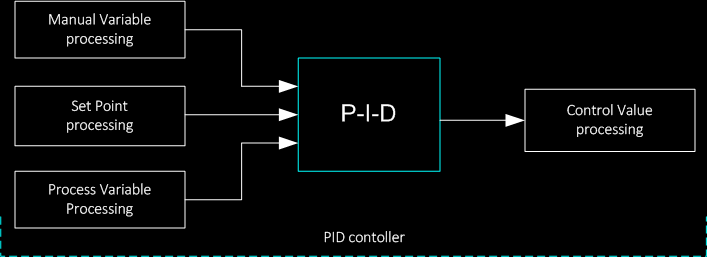 Manual Variable
processing
Set Point
processing
Process Variable
Processing
P-I-D
Control Value
processing
PID contoller